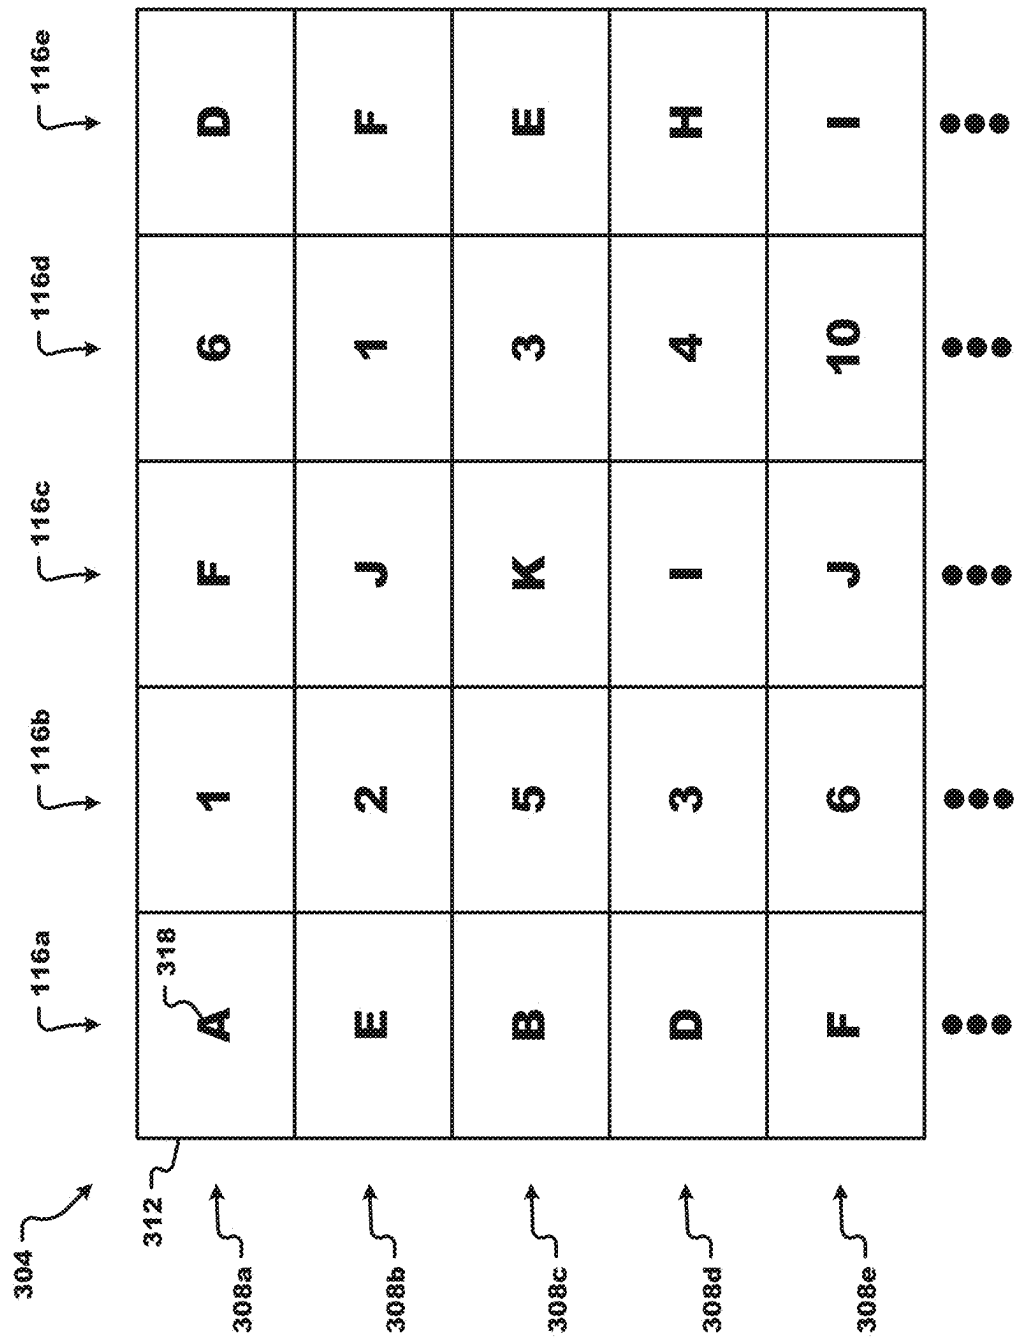 304
116a 116b 116c 116d 116e
312
318
308a A 1 F 6 D
308b E 2 J 1 F
308c B 5 K 3 E
308d D 3 I 4 H
308e F 6 J 10 I